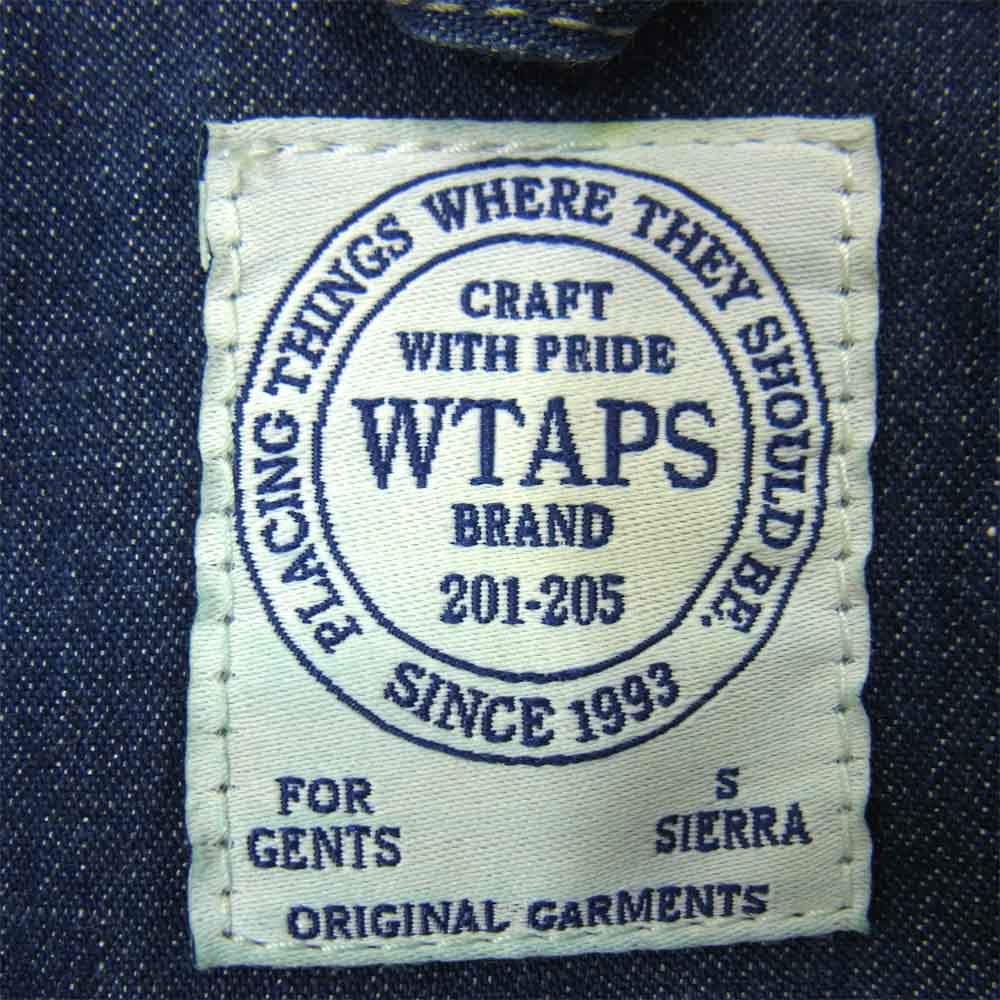 PLACING THINGS WHERE THEY SHOULD BE.
CRAFT
WITH PRIDE
WTAPS
BRAND
201-205
SINCE 1993
FOR
GENTS
S
SIERRA
ORIGINAL GARMENTS